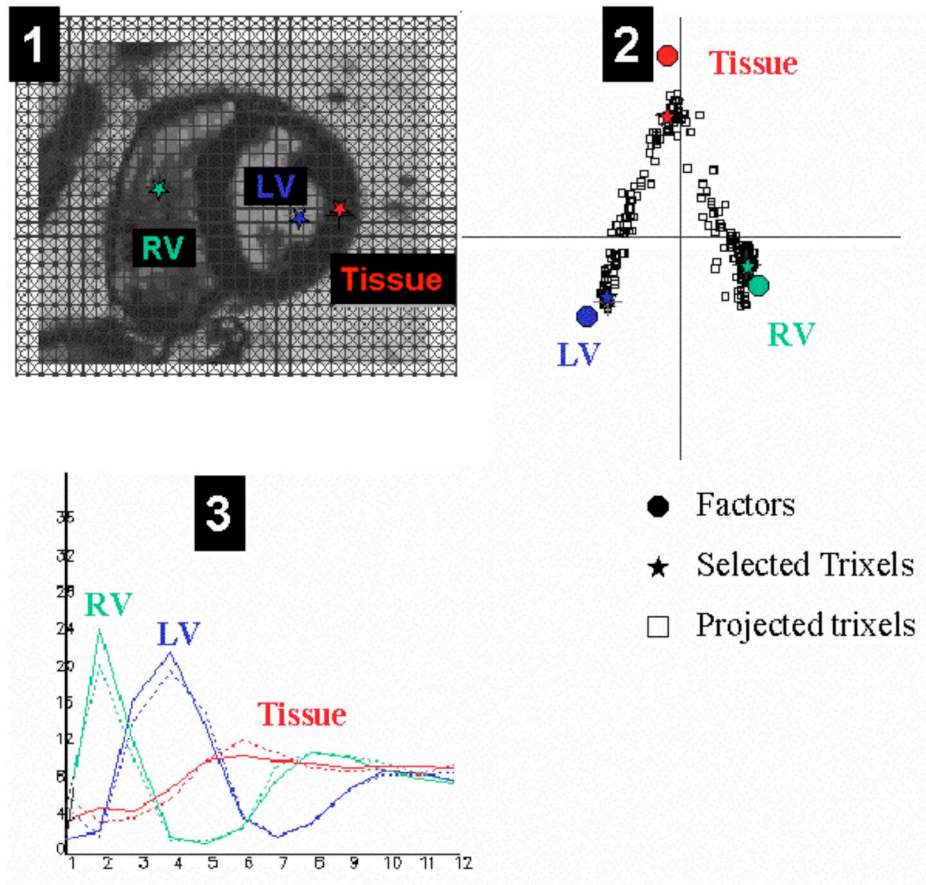 1
LV
RV
Tissue
2
Tissue
LV
RV
Factors
Selected Trixels
Projected trixels
3
RV
LV
Tissue
32
28
24
20
16
12
8
4
0
1 2 3 4 5 6 7 8 9 10 11 12